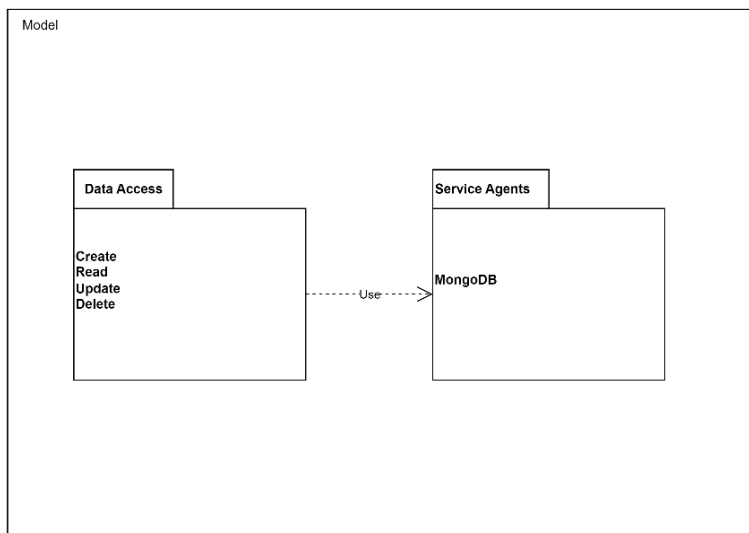 Model
Data Access
Service Agents
Create
Read
Update
Delete
Use
MongoDB